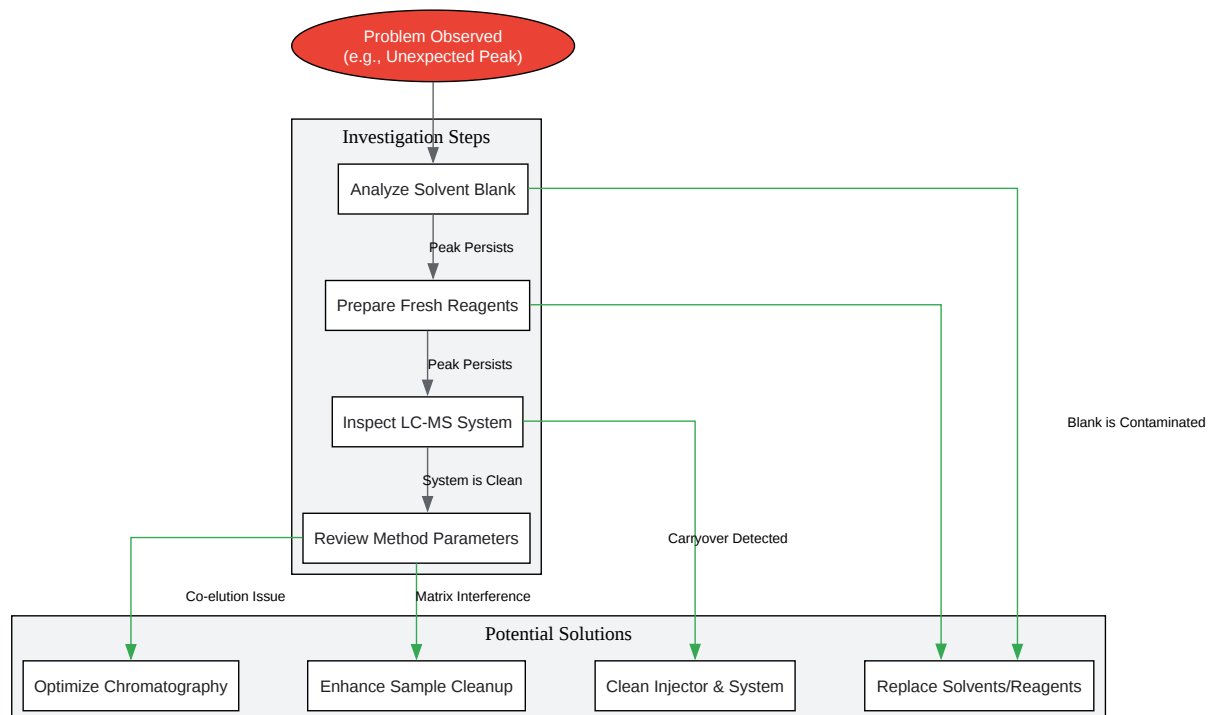 Problem Observed
(e.g., Unexpected Peak)
Investigation Steps
Analyze Solvent Blank
Peak Persists
Prepare Fresh Reagents
Peak Persists
Inspect LC-MS System
Blank is Contaminated
System is Clean
Review Method Parameters
Carryover Detected
Co-elution Issue
Matrix Interference
Potential Solutions
Optimize Chromatography
Enhance Sample Cleanup
Clean Injector & System
Replace Solvents/Reagents